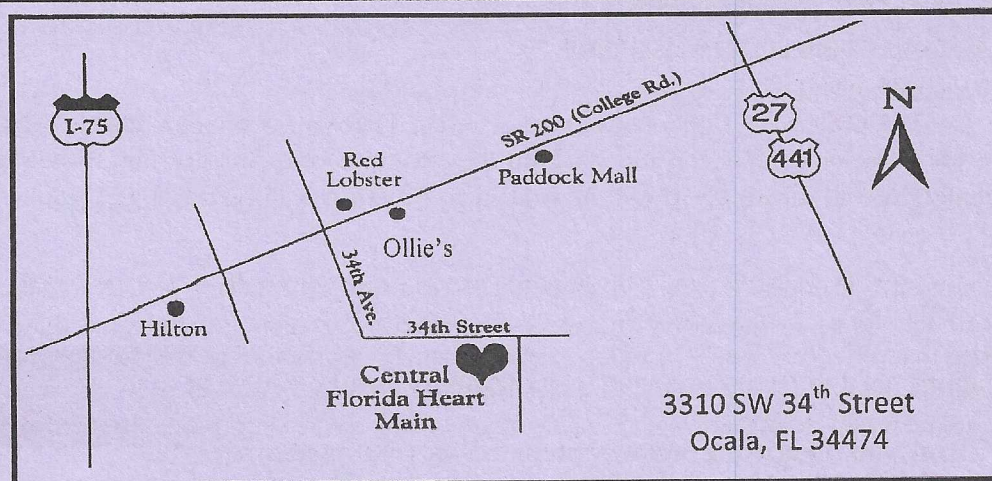 I-75
Red
Lobster
SR 200 (College Rd.)
27
441
N
Paddock Mall
Ollie's
34th Ave.
Hilton
34th Street
Central
Florida Heart
Main
3310 SW 34th Street
Ocala, FL 34474